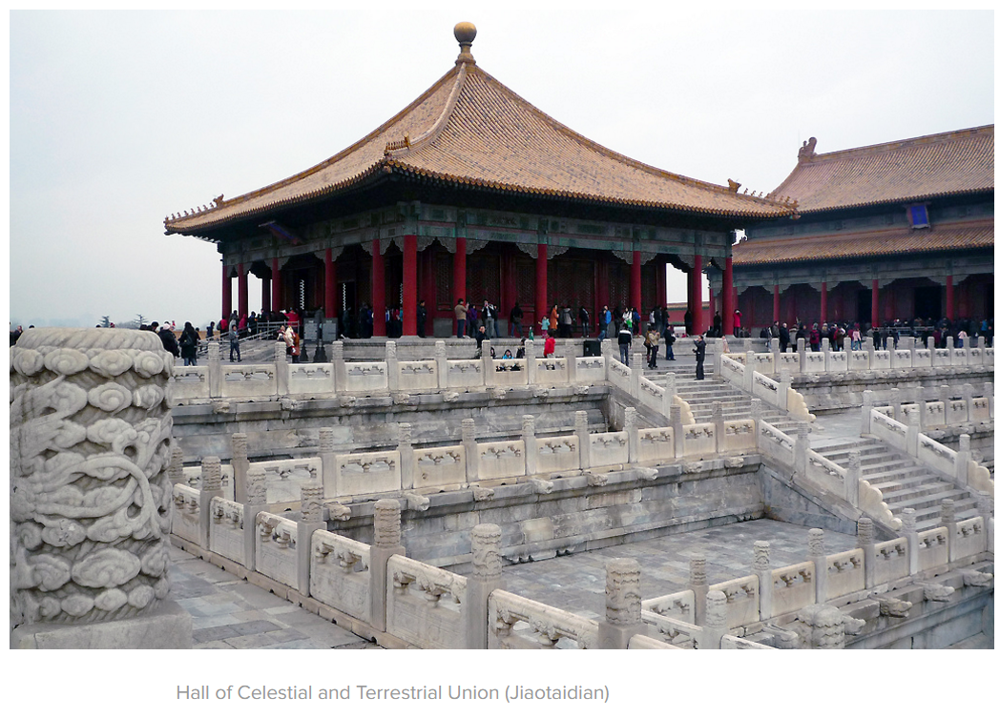 Hall of Celestial and Terrestrial Union (Jiaotaidian)